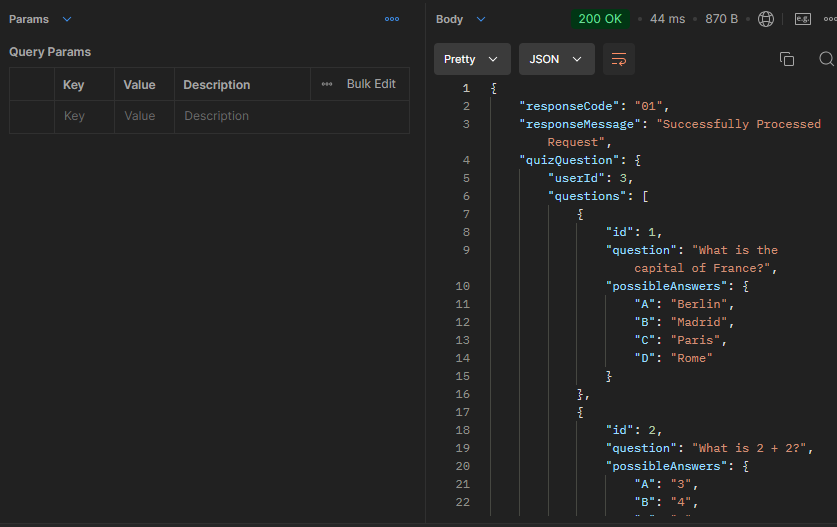 Params
Query Params
Key Value Description Bulk Edit
Key Value Description
Body 200 OK 44 ms 870 B e.g.
Pretty JSON
1 {
2 "responseCode": "01",
3 "responseMessage": "Successfully Processed
Request",
4 "quizQuestion": {
5 "userId": 3,
6 "questions": [
7 {
8 "id": 1,
9 "question": "What is the
capital of France?",
10 "possibleAnswers": {
11 "A": "Berlin",
12 "B": "Madrid",
13 "C": "Paris",
14 "D": "Rome"
15 }
16 },
17 {
18 "id": 2,
19 "question": "What is 2 + 2?",
20 "possibleAnswers": {
21 "A": "3",
22 "B": "4",